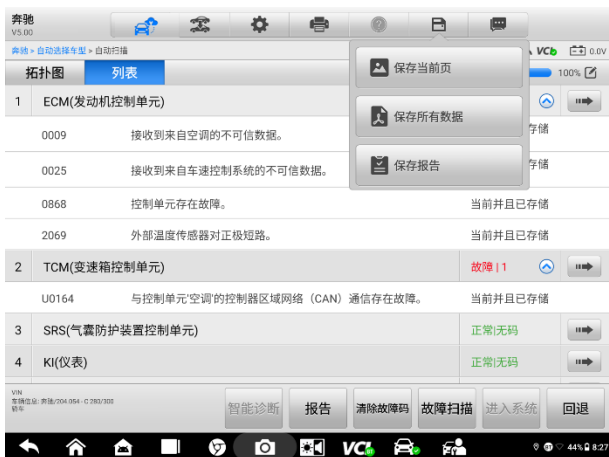 奔驰
V5.00
奔驰 > 自动选择车型 > 自动扫描
VCI
0.0V
拓扑图
列表
100%
保存当前页
保存所有数据
保存报告
1 ECM(发动机控制单元)
0009 接收到来自空调的不可信数据。 存储
0025 接收到来自车速控制系统的不可信数据。 存储
0868 控制单元存在故障。 当前并且已存储
2069 外部温度传感器对正极短路。 当前并且已存储
2 TCM(变速箱控制单元) 故障 | 1
U0164 与控制单元'空调'的控制器区域网络（CAN）通信存在故障。 当前并且已存储
3 SRS(气囊防护装置控制单元) 正常|无码
4 KI(仪表) 正常|无码
VIN
车辆信息: 奔驰/204.054 - C 280/300
轿车
智能诊断 报告 清除故障码 故障扫描 进入系统 回退
VCI
44% 8:27